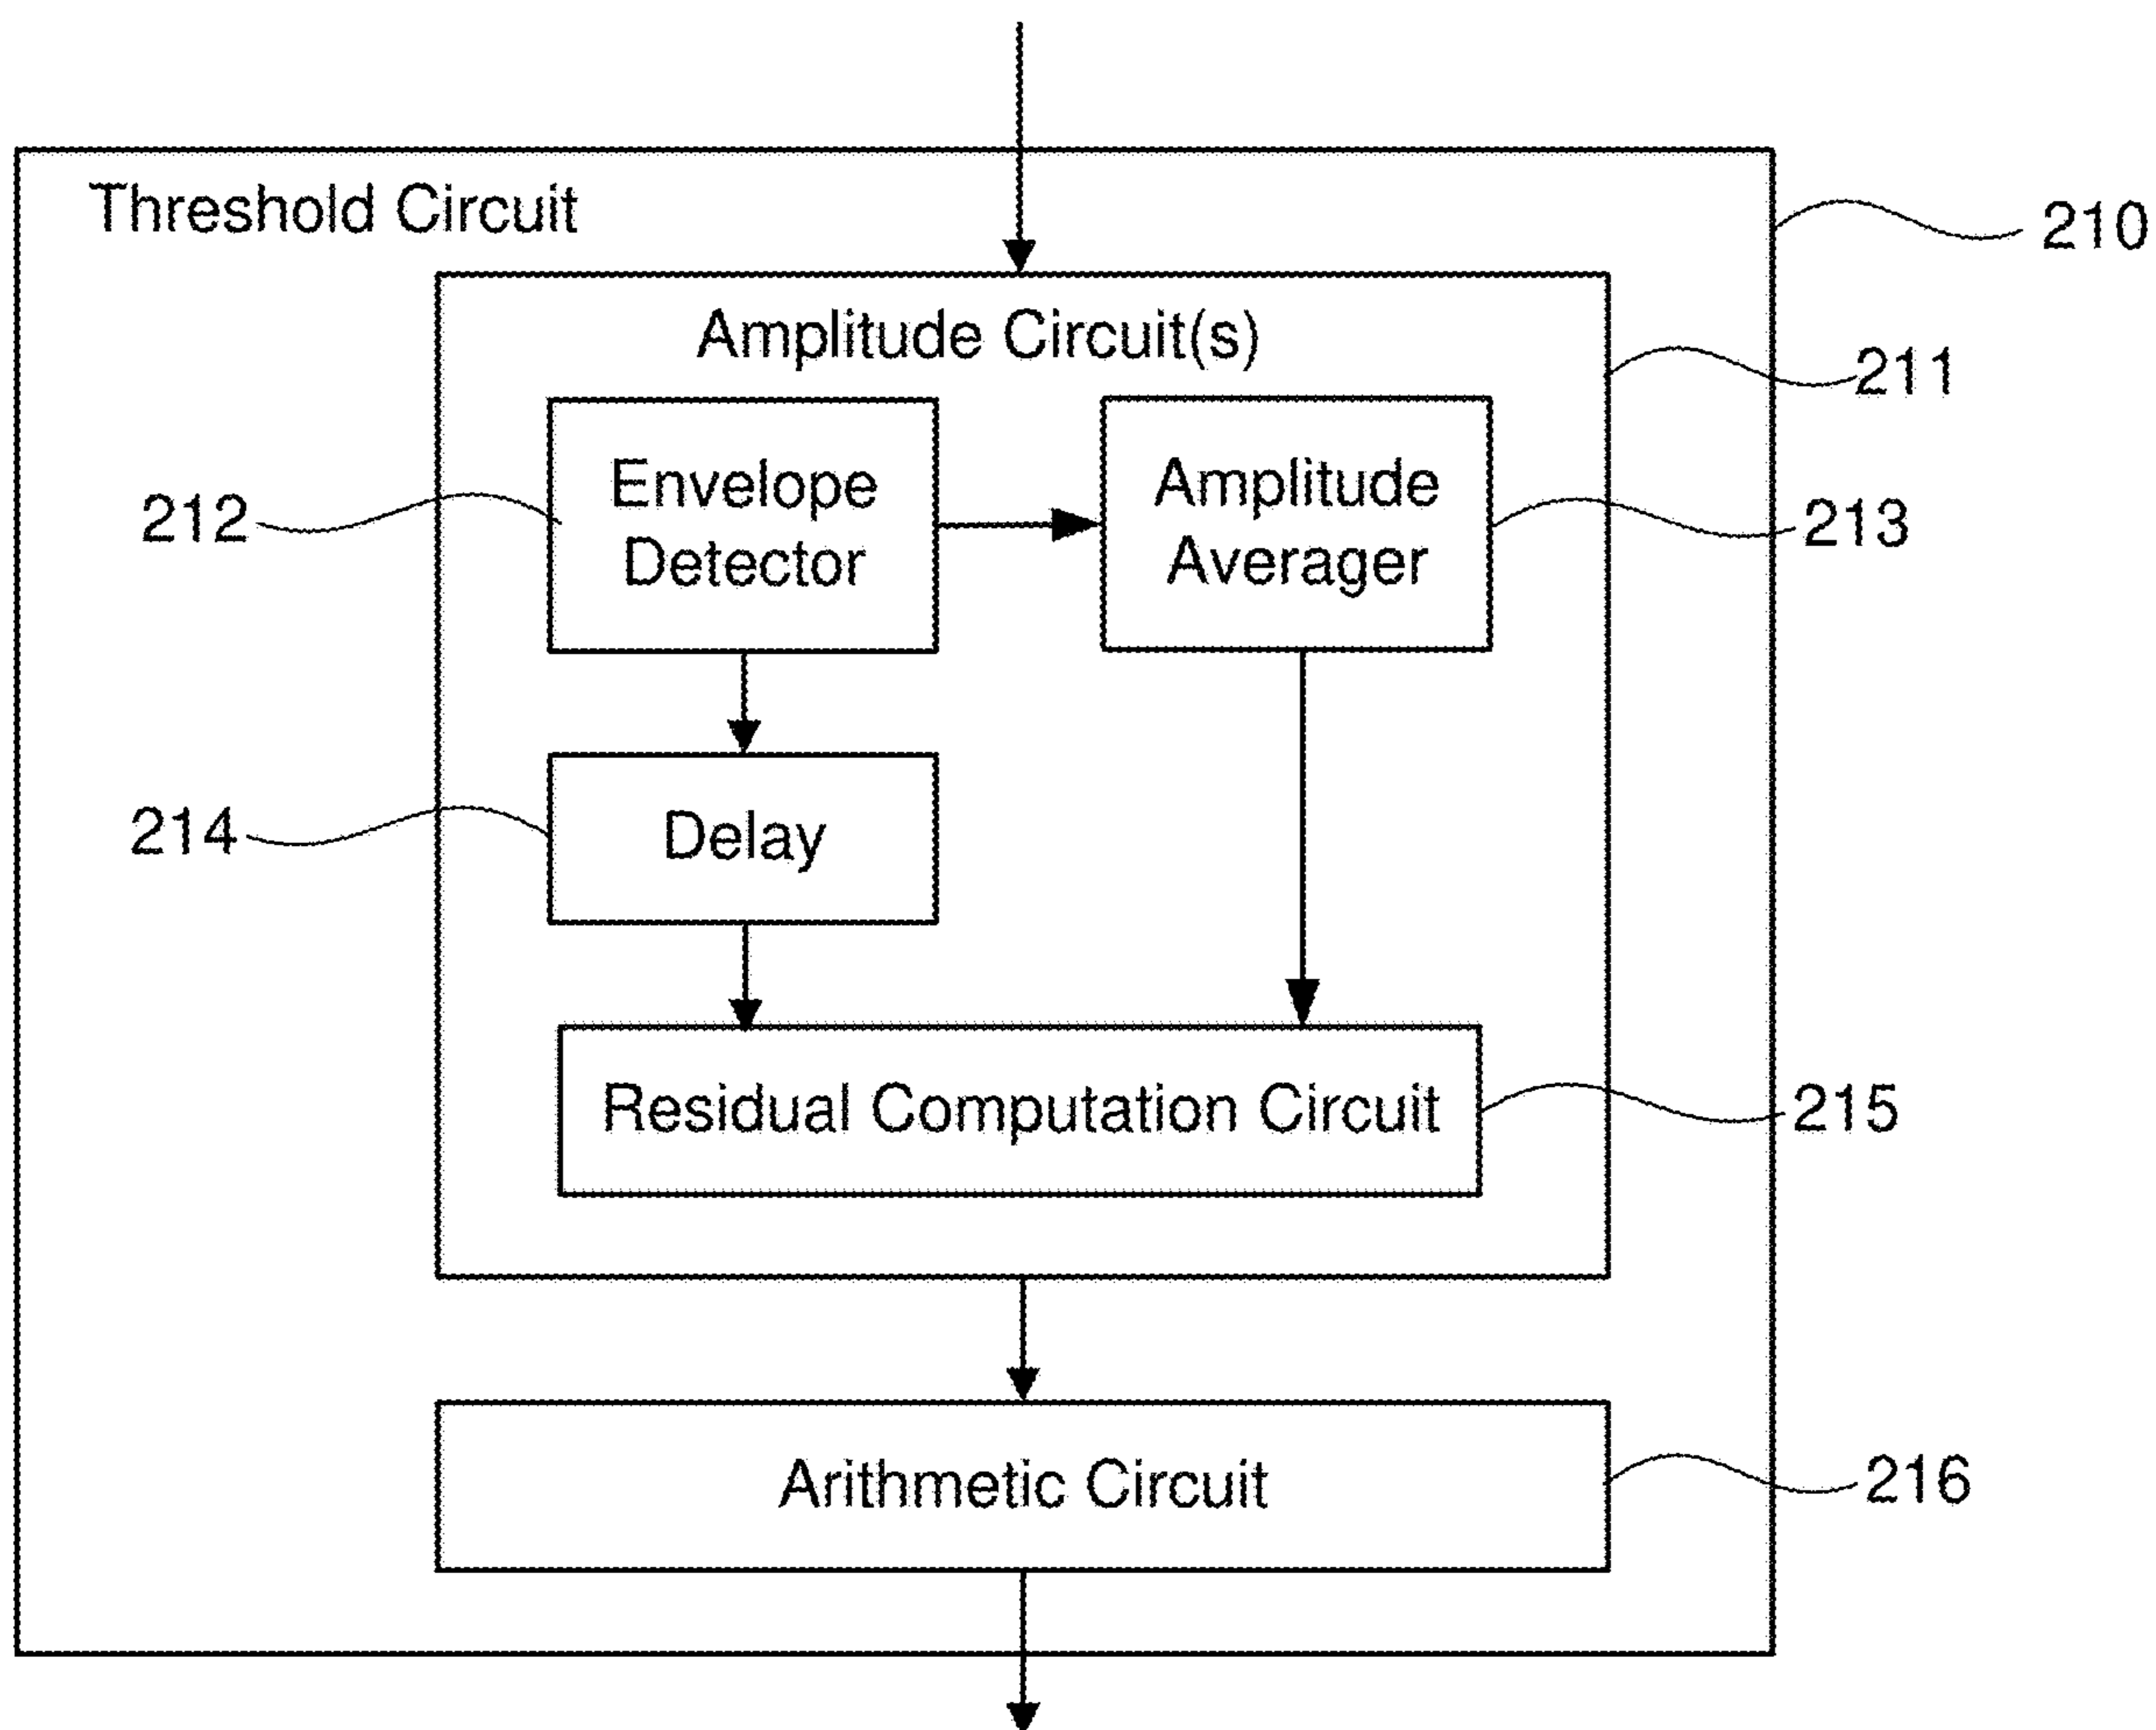 Threshold Circuit
210
Amplitude Circuit(s)
211
Envelope
Detector
212
Amplitude
Averager
213
Delay
214
Residual Computation Circuit
215
Arithmetic Circuit
216